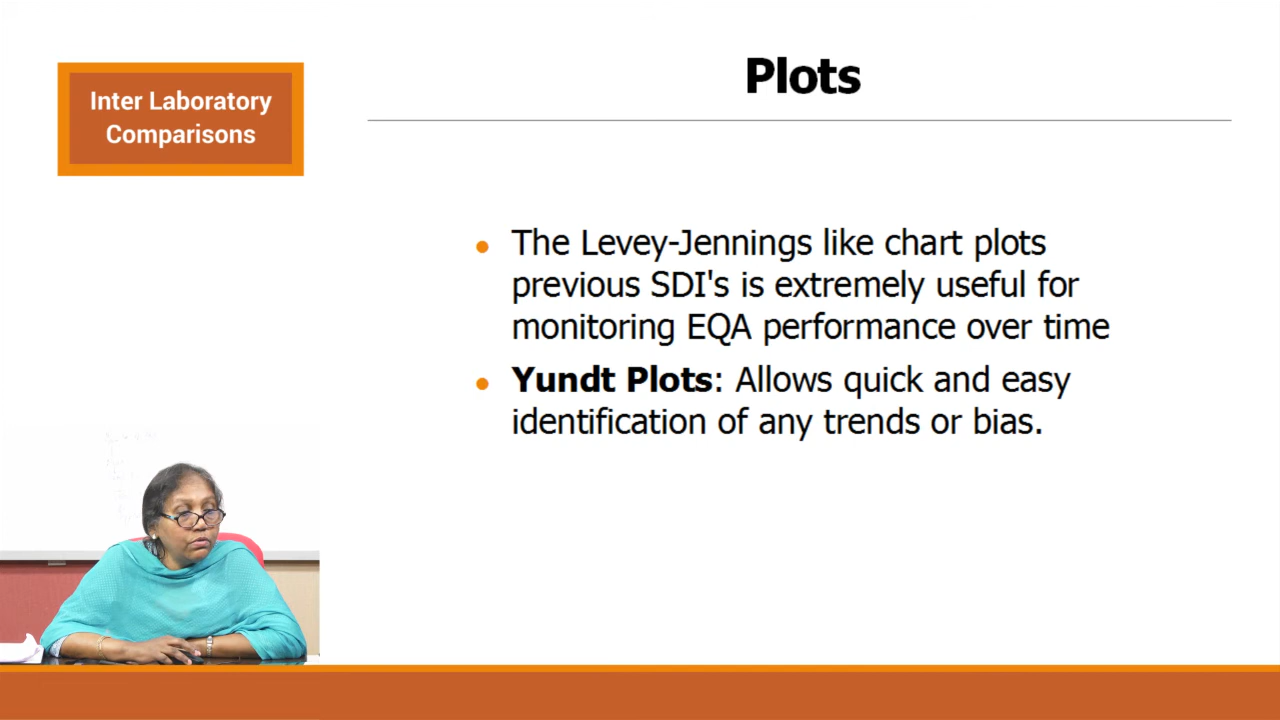 Inter Laboratory
Comparisons
Plots
The Levey-Jennings like chart plots
previous SDI's is extremely useful for
monitoring EQA performance over time
Yundt Plots: Allows quick and easy
identification of any trends or bias.